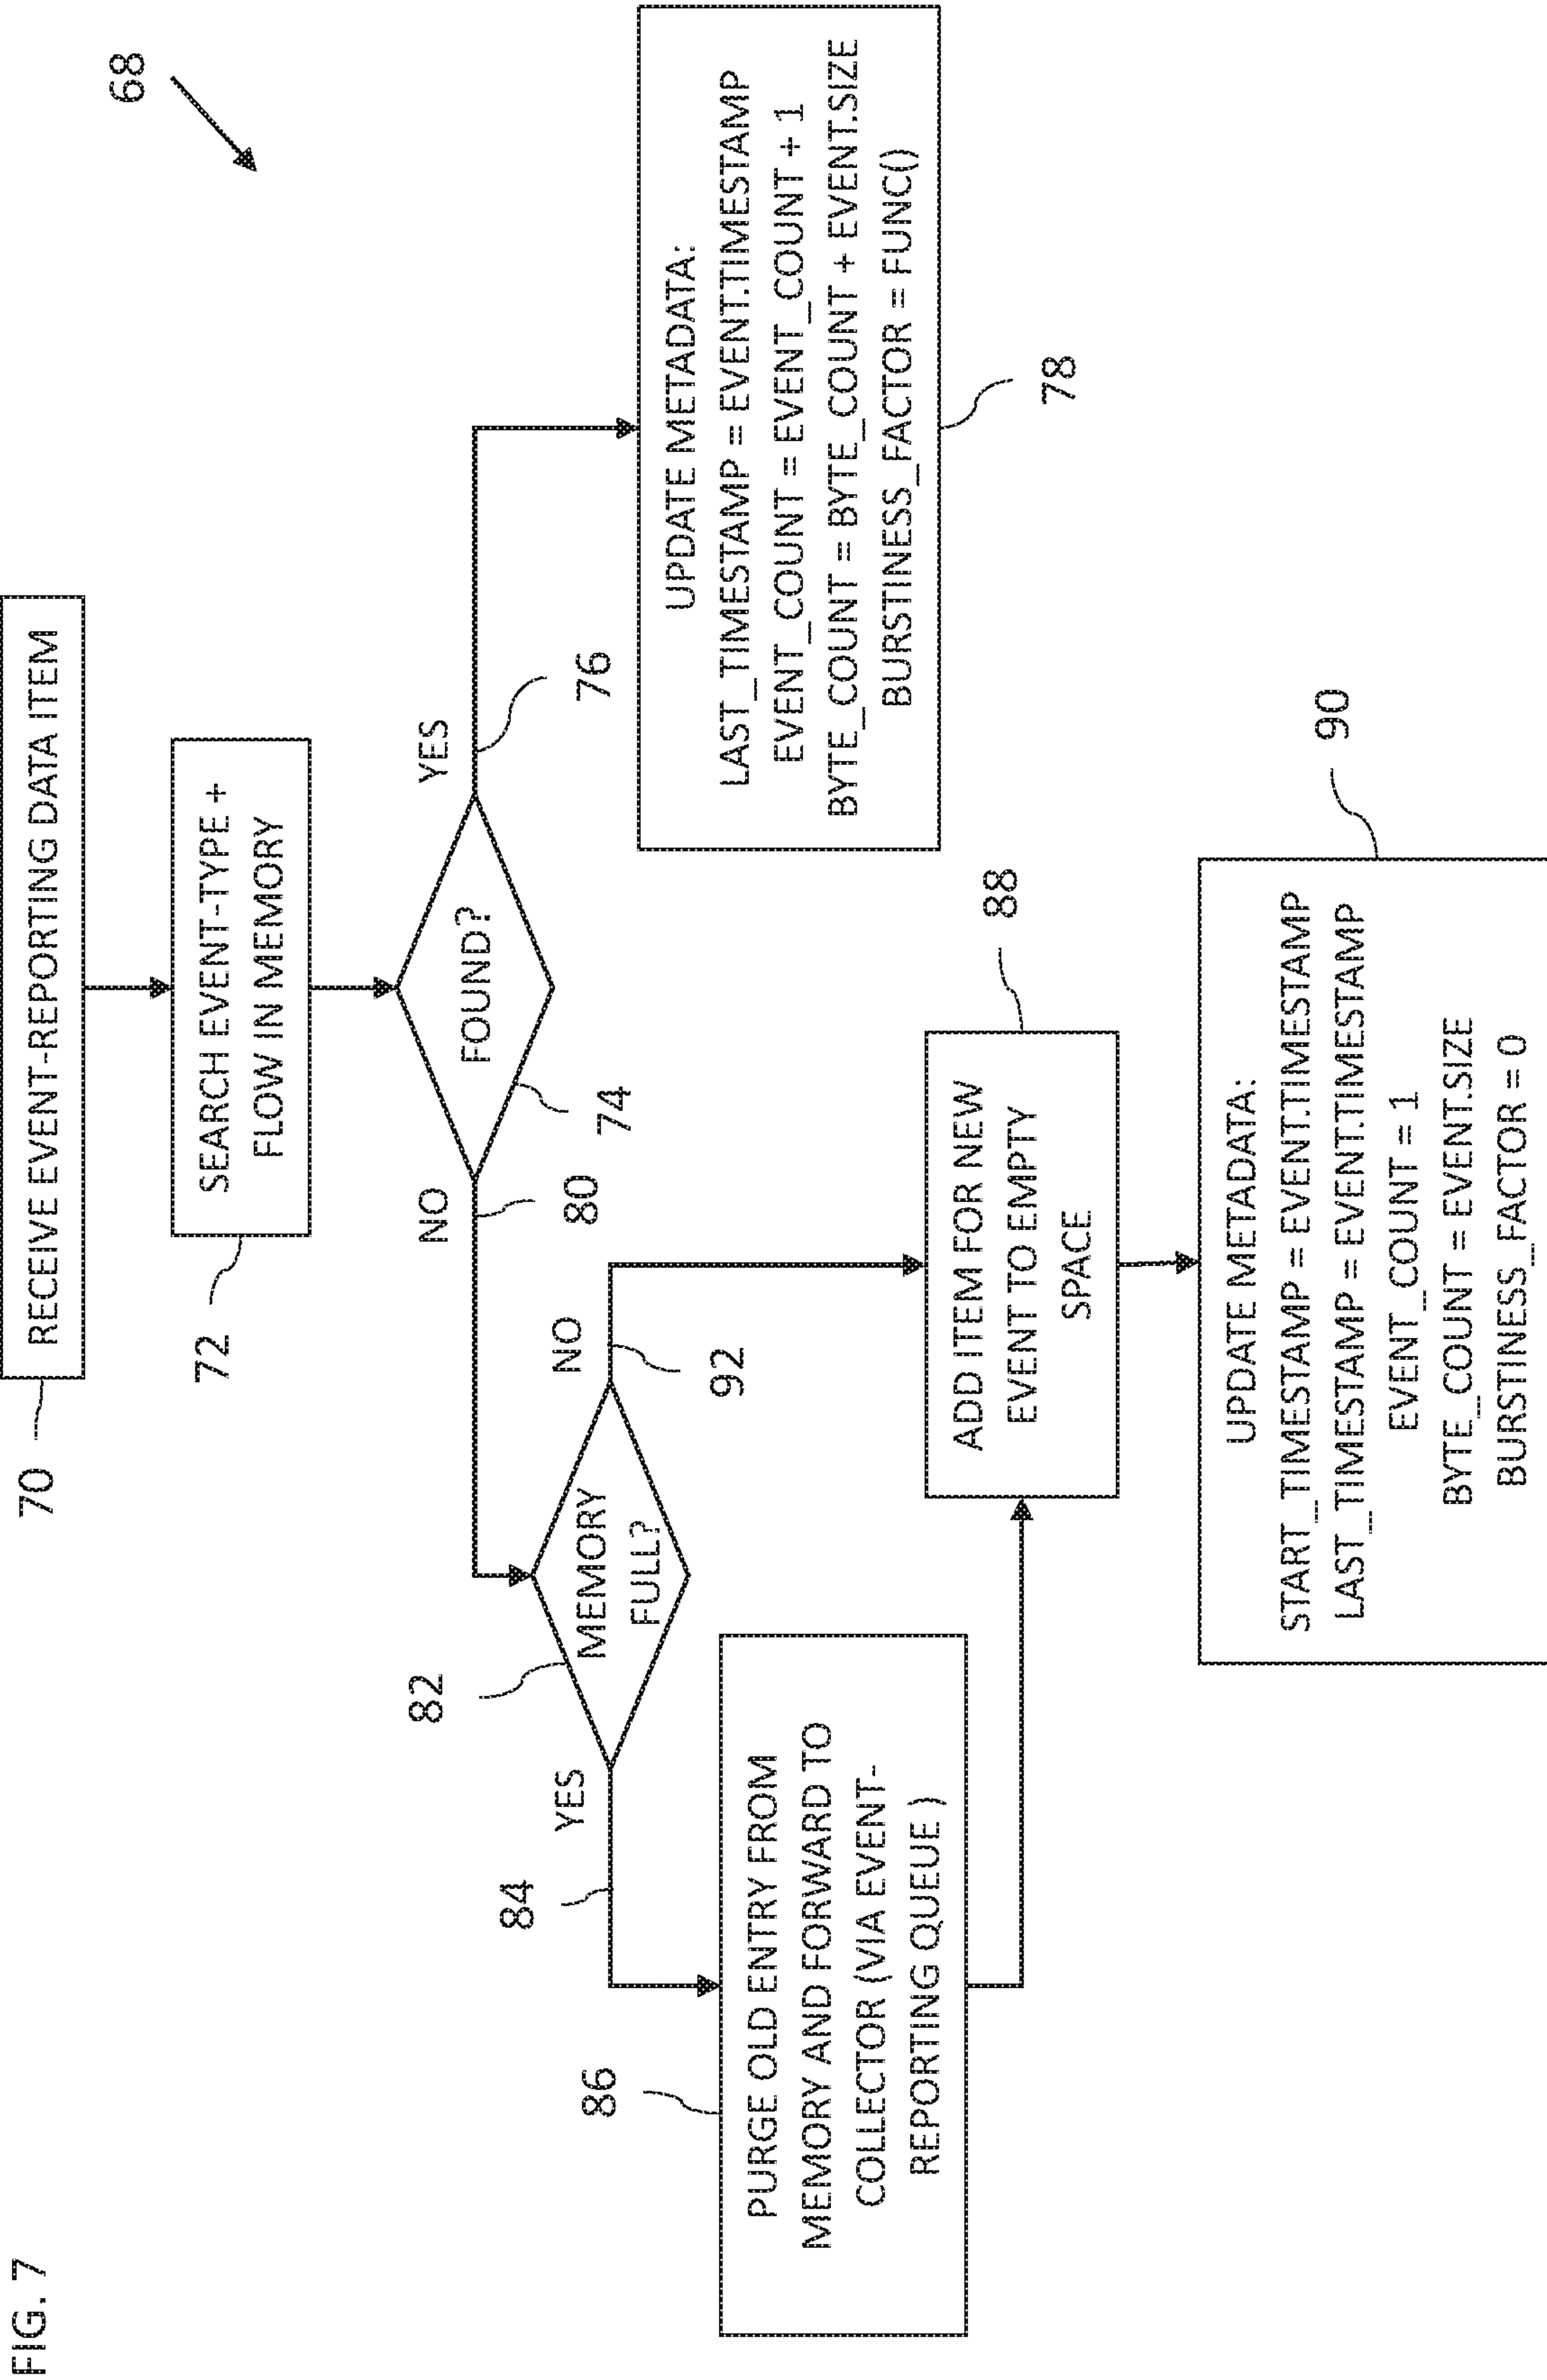 FIG. 7
68
70
RECEIVE EVENT-REPORTING DATA ITEM
72
SEARCH EVENT-TYPE +
FLOW IN MEMORY
FOUND?
74
YES
76
NO
80
UPDATE METADATA:
LAST_TIMESTAMP = EVENT.TIMESTAMP
EVENT_COUNT = EVENT_COUNT + 1
BYTE_COUNT = BYTE_COUNT + EVENT.SIZE
BURSTINESS_FACTOR = FUNC()
78
82
MEMORY
FULL?
YES
84
NO
92
86
PURGE OLD ENTRY FROM
MEMORY AND FORWARD TO
COLLECTOR (VIA EVENT-
REPORTING QUEUE )
88
ADD ITEM FOR NEW
EVENT TO EMPTY
SPACE
90
UPDATE METADATA:
START_TIMESTAMP = EVENT.TIMESTAMP
LAST_TIMESTAMP = EVENT.TIMESTAMP
EVENT_COUNT = 1
BYTE_COUNT = EVENT.SIZE
BURSTINESS_FACTOR = 0